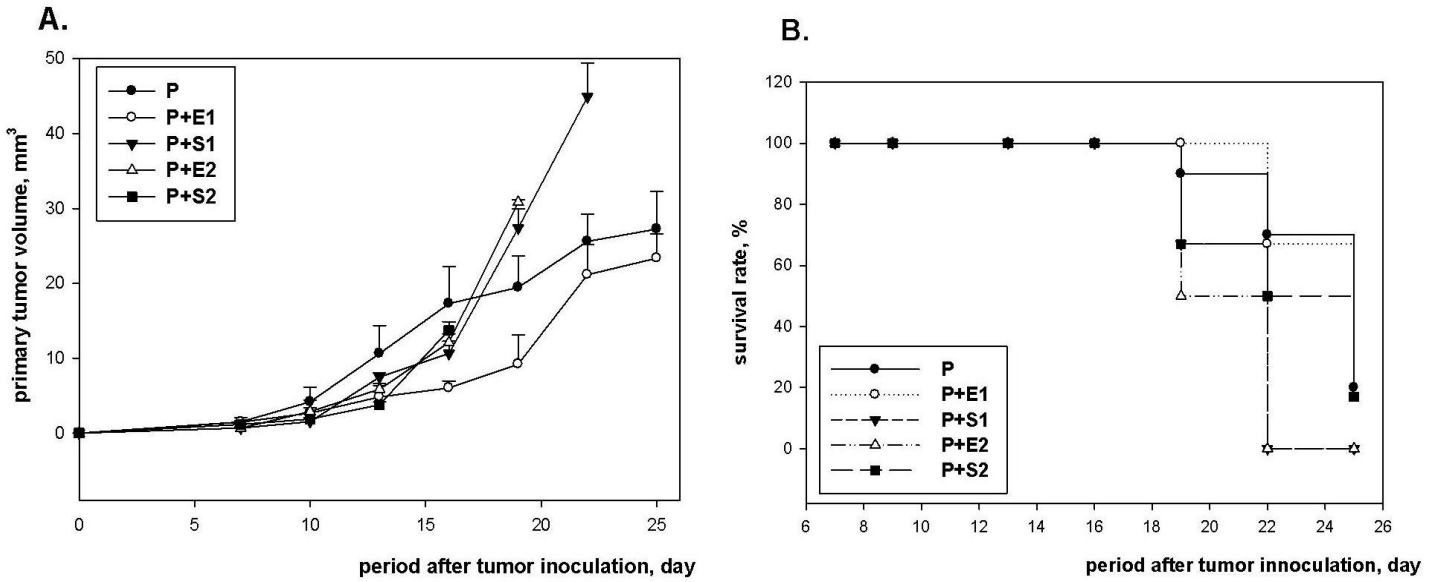 A.
primary tumor volume, mm³
50
40
30
20
10
0
P
P+E1
P+S1
P+E2
P+S2
0 5 10 15 20 25
period after tumor inoculation, day
B.
survival rate, %
120
100
80
60
40
20
0
P
P+E1
P+S1
P+E2
P+S2
6 8 10 12 14 16 18 20 22 24 26
period after tumor innoculation, day